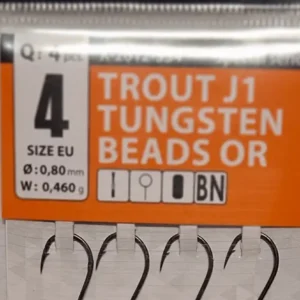 Q: 4 pcs.
4
SIZE EU
Ø: 0,80 mm
W: 0,460 g
TROUT J1
TUNGSTEN
BEADS OR
BN